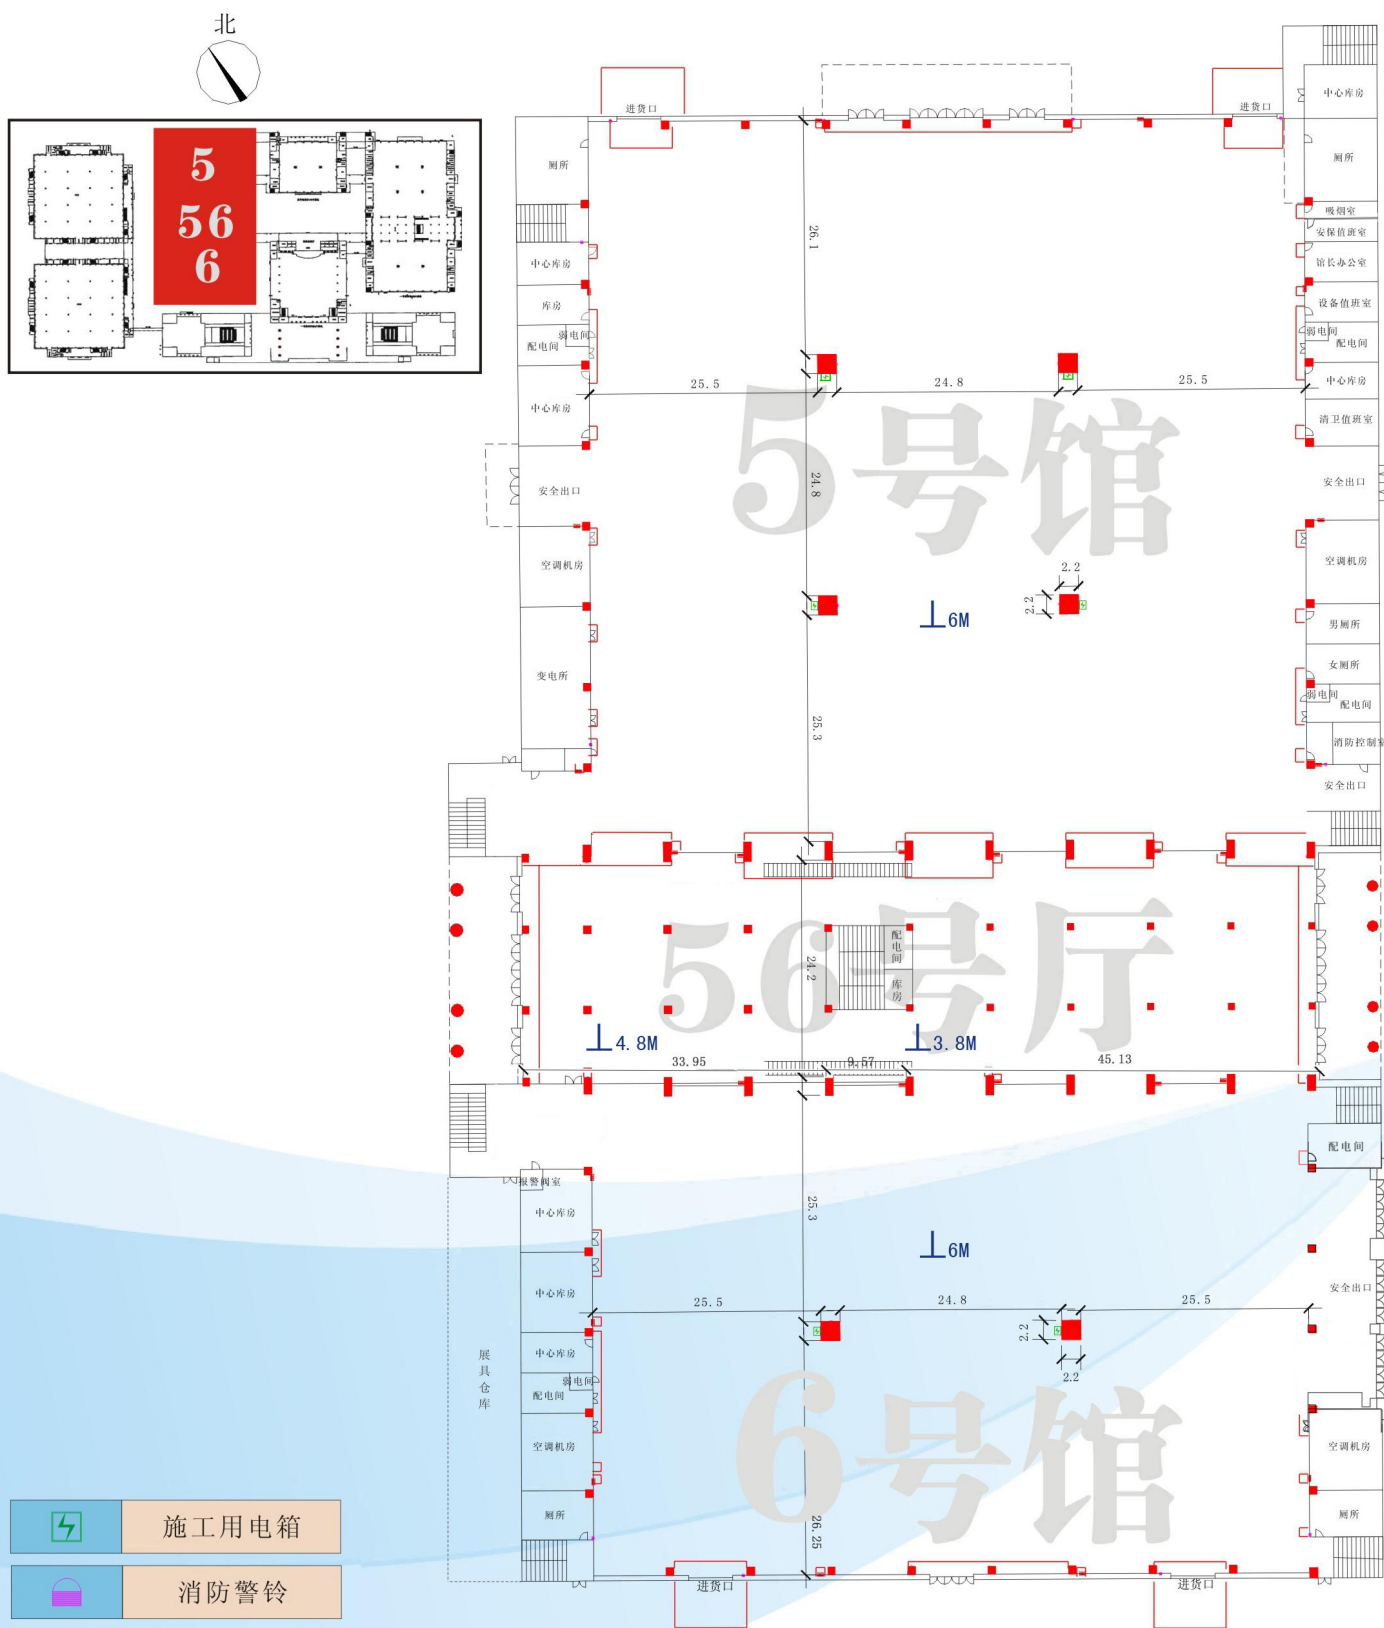 北
5
56
6
进货口
进货口
中心库房
厕所
厕所
吸烟室
安保值班室
26.1
中心库房
馆长办公室
库房
设备值班室
弱电间
配电间
弱电间
配电间
25.5
24.8
25.5
中心库房
中心库房
清卫值班室
5号馆
24.8
安全出口
安全出口
空调机房
空调机房
2.2
2.2
6M
男厕所
变电所
女厕所
弱电间
配电间
25.3
消防控制室
安全出口
56号厅
配电间
24.2
库房
4.8M
3.8M
33.95
9.57
45.13
配电间
报警阀室
中心库房
25.3
6M
中心库房
安全出口
25.5
24.8
25.5
2.2
2.2
展具仓库
中心库房
弱电间
配电间
6号馆
空调机房
空调机房
厕所
厕所
26.25
进货口
进货口
施工用电箱
消防警铃